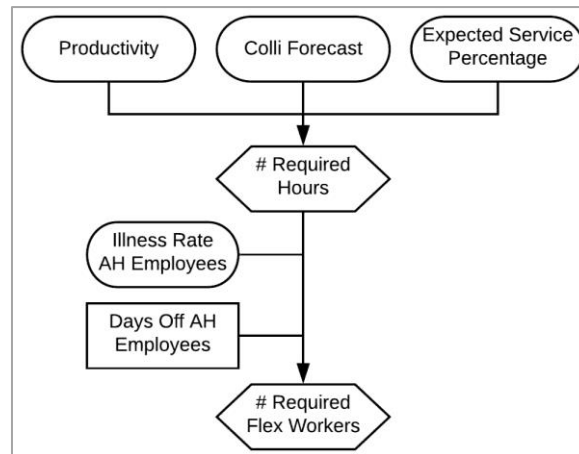 Productivity
Colli Forecast
Expected Service
Percentage
# Required
Hours
Illness Rate
AH Employees
Days Off AH
Employees
# Required
Flex Workers